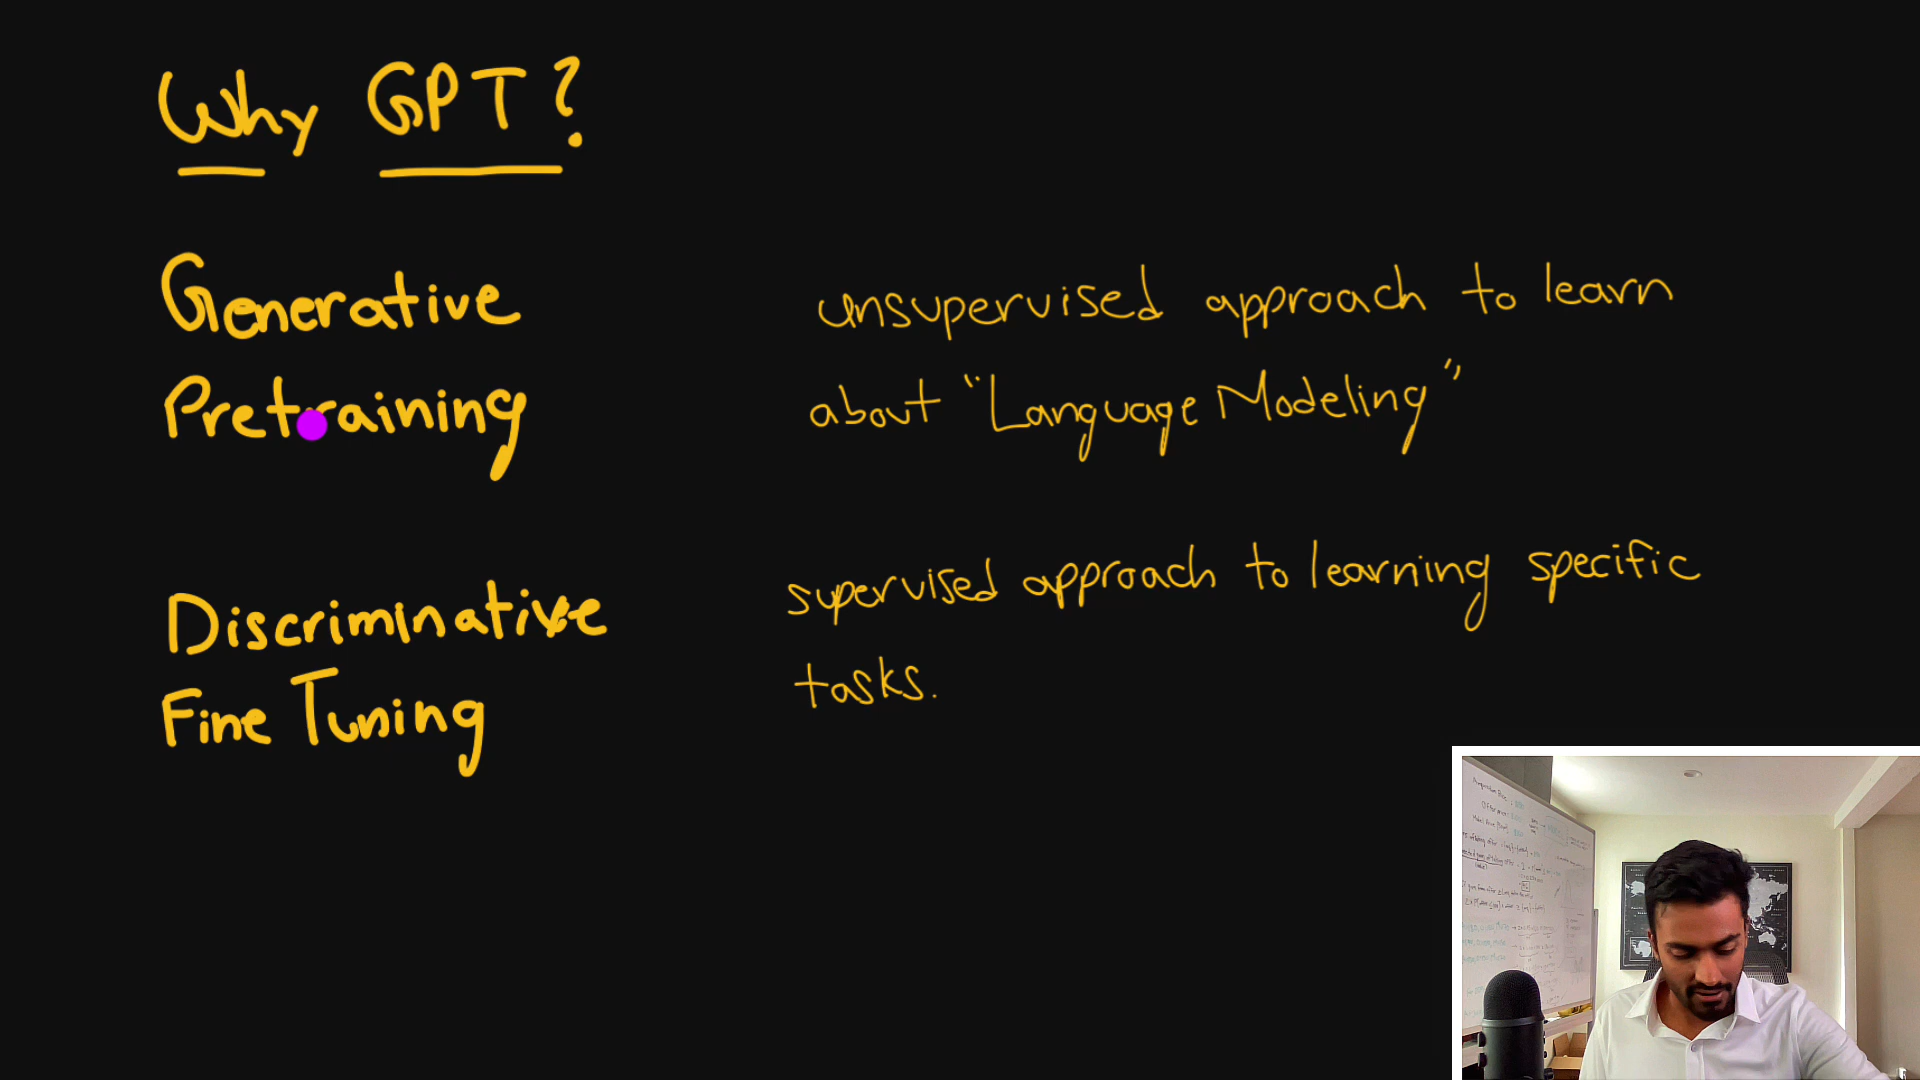 Why GPT?
Generative
Pretraining
unsupervised approach to learn
about "Language Modeling"
Discriminative
Fine Tuning
supervised approach to learning specific
tasks.